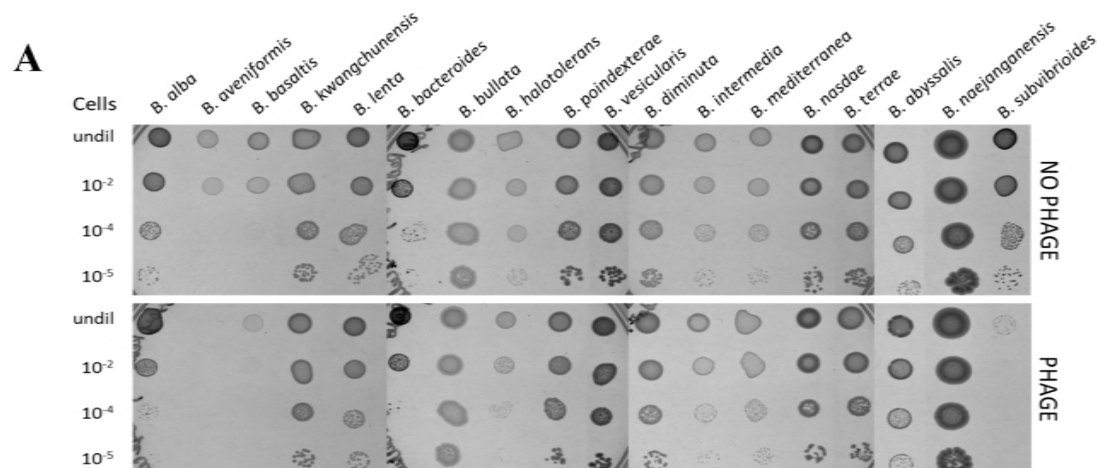 A
B. alba
B. aveniformis
B. basaltis
B. kwangchunensis
B. lenta
B. bacteroides
B. bullata
B. halotolerans
B. poindexterae
B. vesicularis
B. diminuta
B. intermedia
B. mediterranea
B. nasdae
B. terrae
B. abyssalis
B. naejanganensis
B. subvibrioides
Cells
undil
10⁻²
10⁻⁴
10⁻⁵
NO PHAGE
undil
10⁻²
10⁻⁴
10⁻⁵
PHAGE